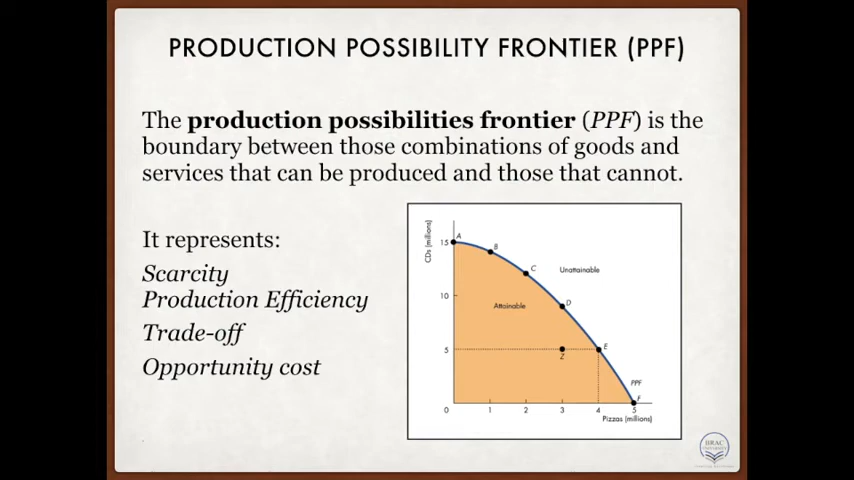 PRODUCTION POSSIBILITY FRONTIER (PPF)
The production possibilities frontier (PPF) is the
boundary between those combinations of goods and
services that can be produced and those that cannot.
It represents:
Scarcity
Production Efficiency
Trade-off
Opportunity cost
CDs (millions)
15
10
5
0
1
2
3
4
5
Pizzas (millions)
A
B
C
D
E
F
Z
Unattainable
Attainable
PPF
BRAC
UNIVERSITY